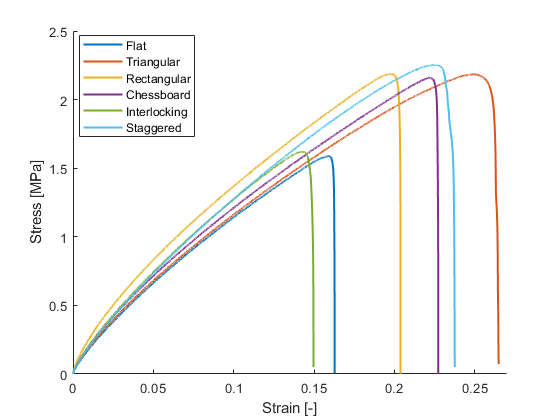 2.5
2
1.5
1
0.5
0
Stress [MPa]
Flat
Triangular
Rectangular
Chessboard
Interlocking
Staggered
0 0.05 0.1 0.15 0.2 0.25
Strain [-]